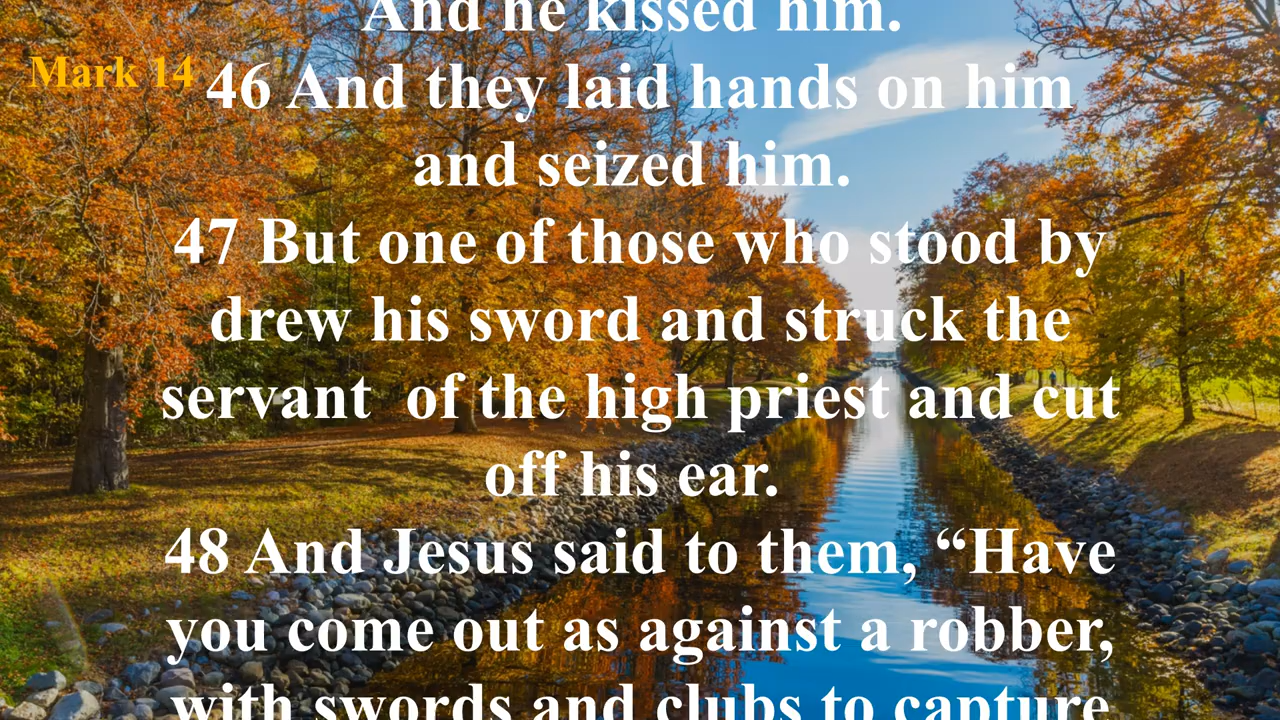 And he kissed him.
Mark 14
46 And they laid hands on him
and seized him.
47 But one of those who stood by
drew his sword and struck the
servant  of the high priest and cut
off his ear.
48 And Jesus said to them, “Have
you come out as against a robber,
with swords and clubs to capture